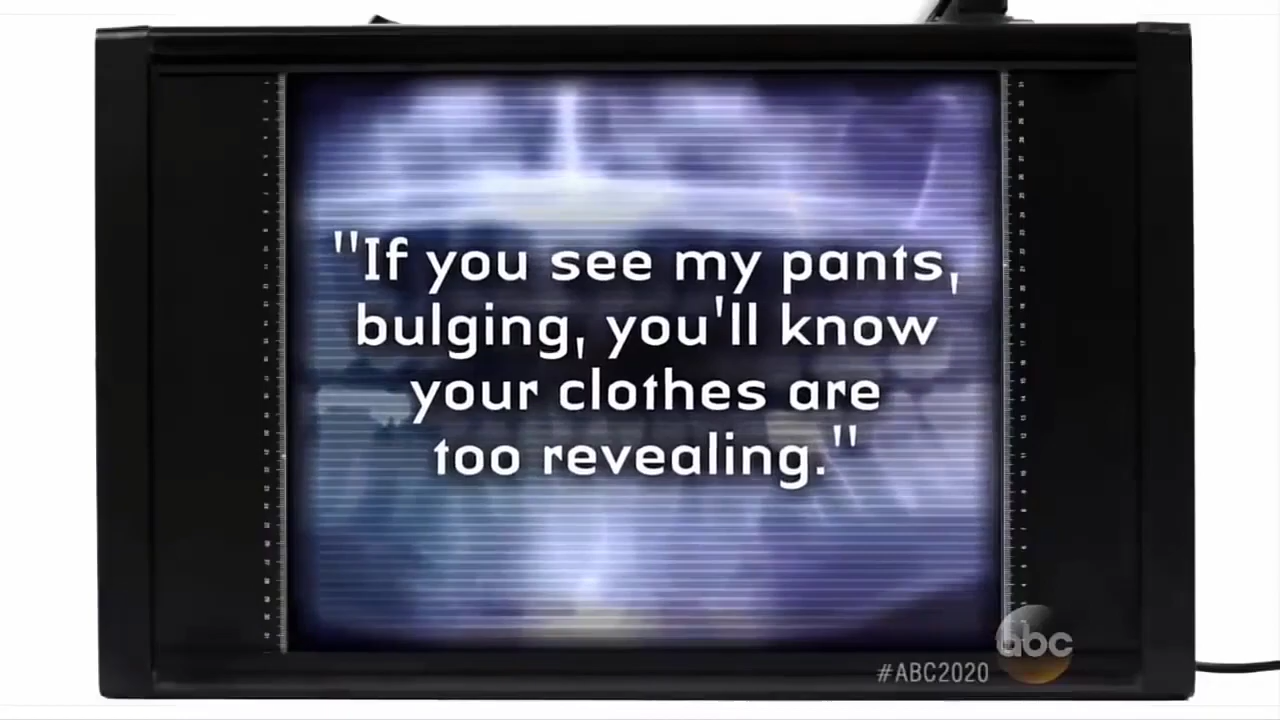 "If you see my pants,
bulging, you'll know
your clothes are
too revealing."
abc
#ABC2020